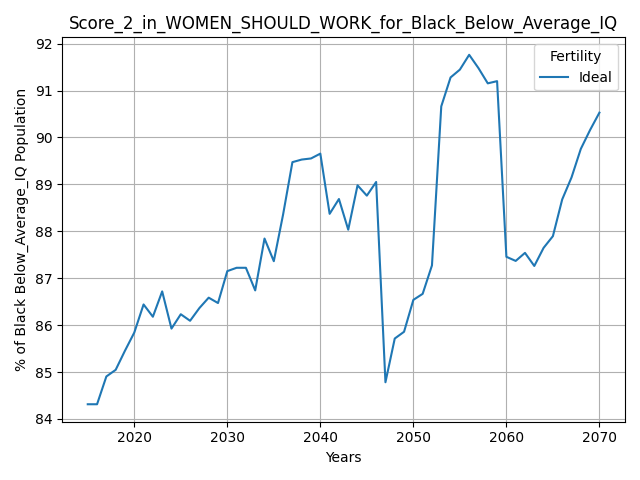 Score_2_in_WOMEN_SHOULD_WORK_for_Black_Below_Average_IQ
% of Black Below_Average_IQ Population
92
91
90
89
88
87
86
85
84
Fertility
Ideal
2020 2030 2040 2050 2060 2070
Years